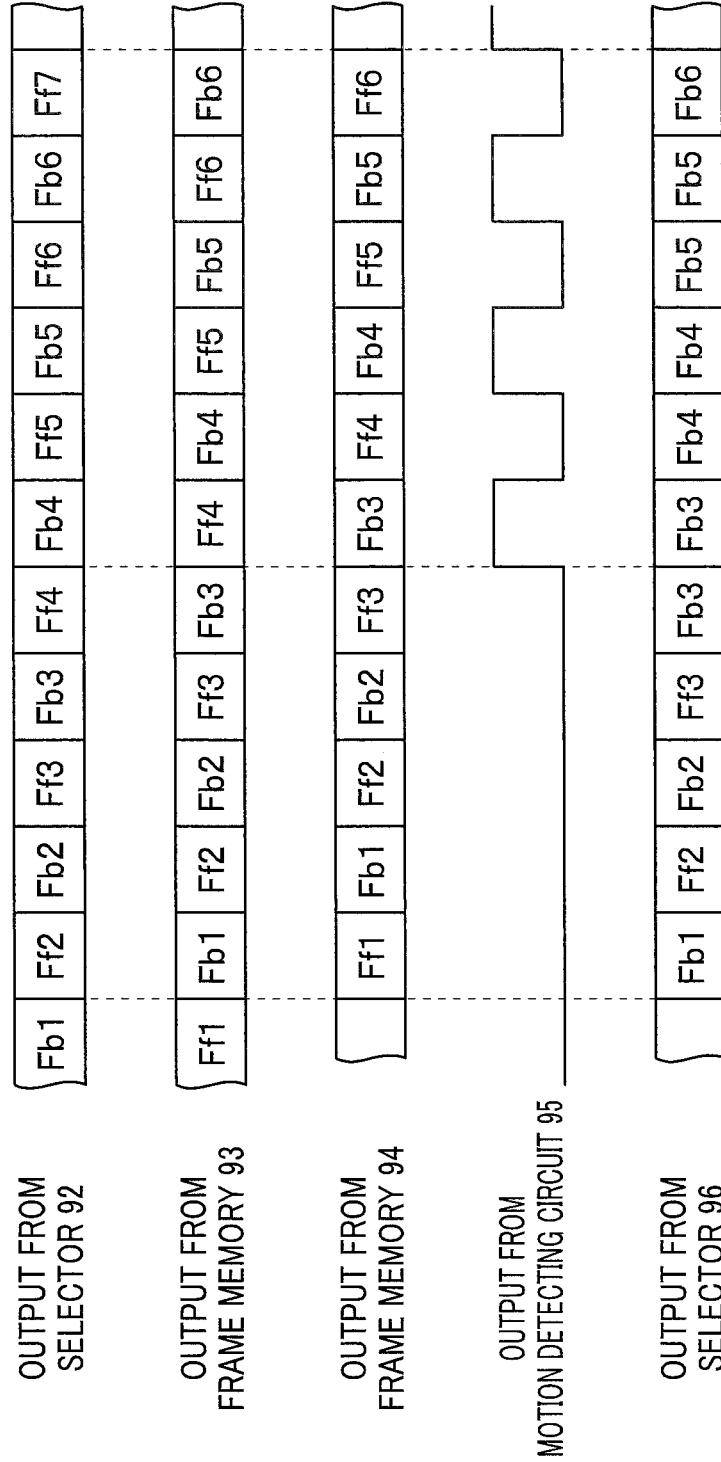 OUTPUT FROM
SELECTOR 92
Fb1 Ff2 Fb2 Ff3 Fb3 Ff4 Fb4 Ff5 Fb5 Ff6 Fb6 Ff7
OUTPUT FROM
FRAME MEMORY 93
Ff1 Fb1 Ff2 Fb2 Ff3 Fb3 Ff4 Fb4 Ff5 Fb5 Ff6 Fb6
OUTPUT FROM
FRAME MEMORY 94
Ff1 Fb1 Ff2 Fb2 Ff3 Fb3 Ff4 Fb4 Ff5 Fb5 Ff6
OUTPUT FROM
MOTION DETECTING CIRCUIT 95
OUTPUT FROM
SELECTOR 96
Fb1 Ff2 Fb2 Ff3 Fb3 Fb3 Fb4 Fb4 Fb5 Fb5 Fb6